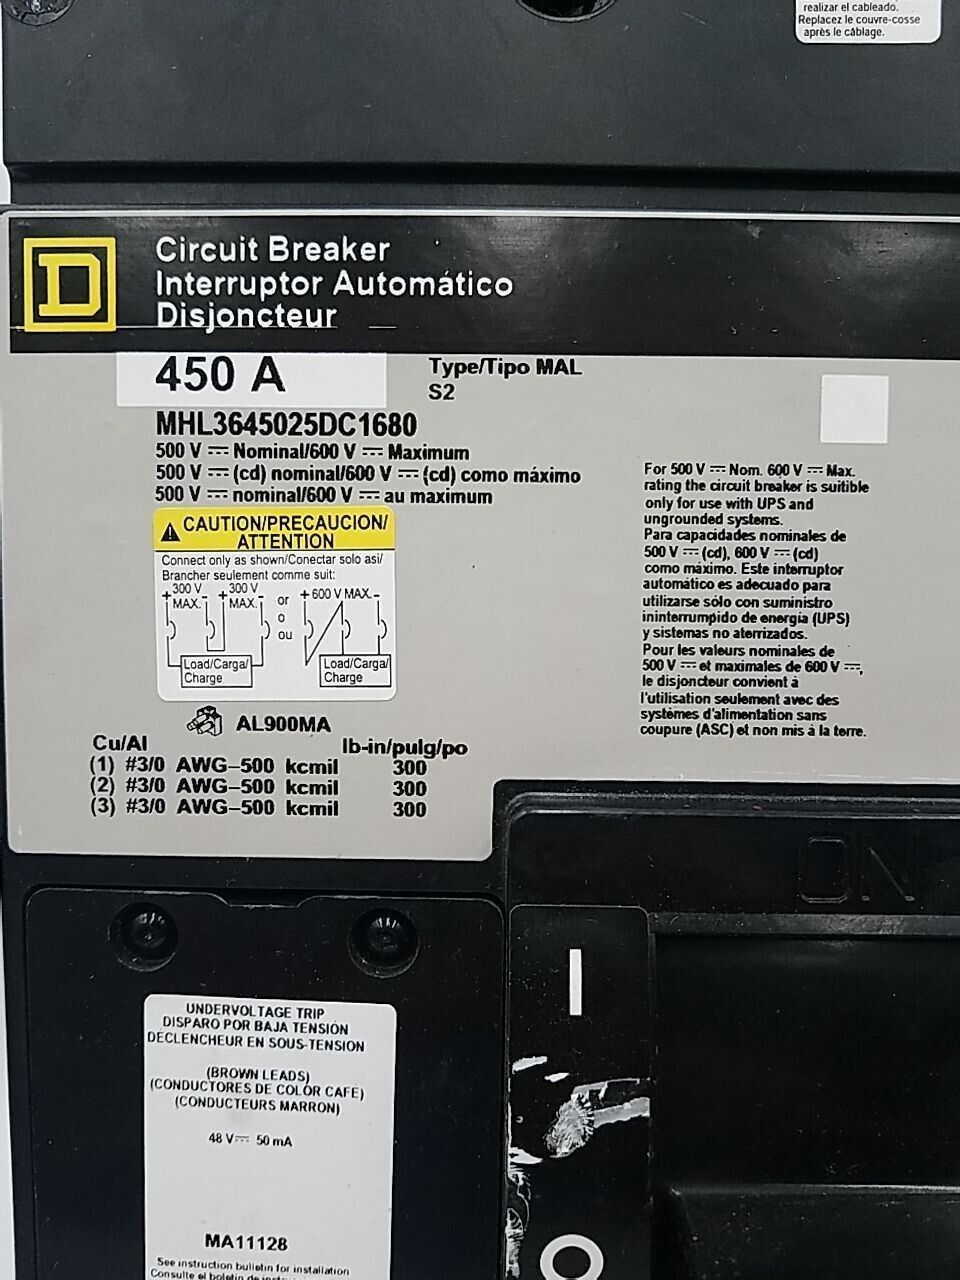 realizar el cableado.
Replacez le couvre-cosse
après le câblage.
D
Circuit Breaker
Interruptor Automático
Disjoncteur
450 A
Type/Tipo MAL
S2
MHL3645025DC1680
500 V ⎓ Nominal/600 V ⎓ Maximum
500 V ⎓ (cd) nominal/600 V ⎓ (cd) como máximo
500 V ⎓ nominal/600 V ⎓ au maximum
CAUTION/PRECAUCION/
ATTENTION
Connect only as shown/Conectar solo así/
Brancher seulement comme suit:
+ 300 V - MAX. + 300 V - MAX. or + 600 V MAX. -
o
ou
Load/Carga/
Charge
Load/Carga/
Charge
For 500 V ⎓ Nom. 600 V ⎓ Max.
rating the circuit breaker is suitible
only for use with UPS and
ungrounded systems.
Para capacidades nominales de
500 V ⎓ (cd), 600 V ⎓ (cd)
como máximo. Este interruptor
automático es adecuado para
utilizarse sólo con suministro
ininterrumpido de energía (UPS)
y sistemas no aterrizados.
Pour les valeurs nominales de
500 V ⎓ et maximales de 600 V ⎓,
le disjoncteur convient à
l'utilisation seulement avec des
systèmes d'alimentation sans
coupure (ASC) et non mis à la terre.
AL900MA
Cu/Al lb-in/pulg/po
(1) #3/0 AWG–500 kcmil 300
(2) #3/0 AWG–500 kcmil 300
(3) #3/0 AWG–500 kcmil 300
ON
I
O
UNDERVOLTAGE TRIP
DISPARO POR BAJA TENSIÓN
DÉCLENCHEUR EN SOUS-TENSION
(BROWN LEADS)
(CONDUCTORES DE COLOR CAFÉ)
(CONDUCTEURS MARRON)
48 V⎓ 50 mA
MA11128
See instruction bulletin for installation
Consulte el boletín de